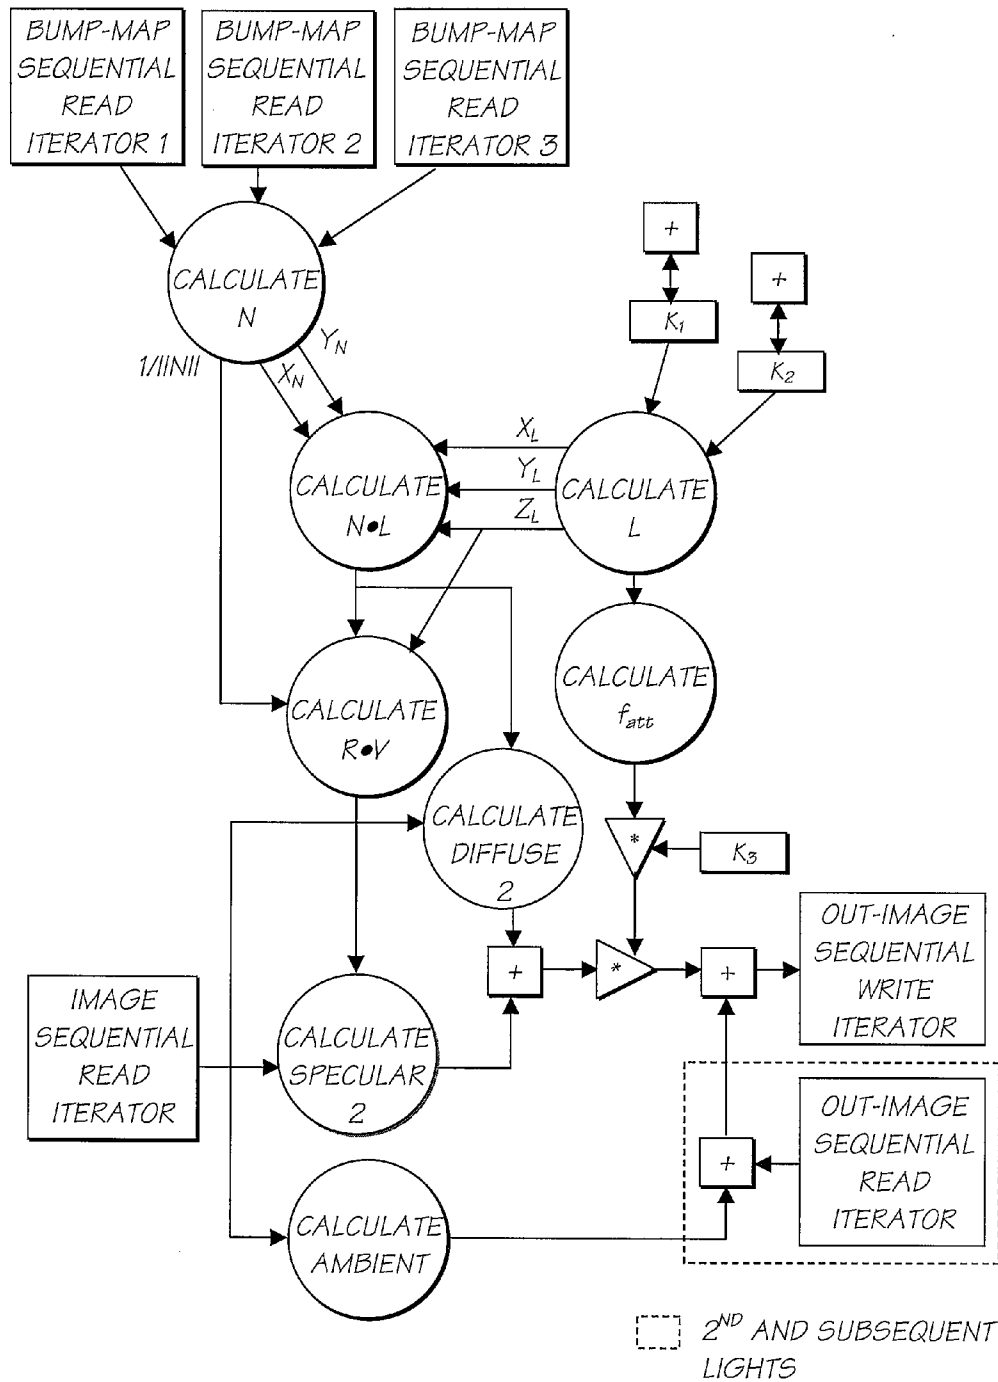 BUMP-MAP
SEQUENTIAL
READ
ITERATOR 1
BUMP-MAP
SEQUENTIAL
READ
ITERATOR 2
BUMP-MAP
SEQUENTIAL
READ
ITERATOR 3
CALCULATE
N
+
+
K1
K2
1/||N||
XN
YN
CALCULATE
N•L
XL
YL
ZL
CALCULATE
L
CALCULATE
R•V
CALCULATE
fatt
CALCULATE
DIFFUSE
2
*
K3
+
*
+
OUT-IMAGE
SEQUENTIAL
WRITE
ITERATOR
IMAGE
SEQUENTIAL
READ
ITERATOR
CALCULATE
SPECULAR
2
OUT-IMAGE
SEQUENTIAL
READ
ITERATOR
+
CALCULATE
AMBIENT
2ND AND SUBSEQUENT
LIGHTS